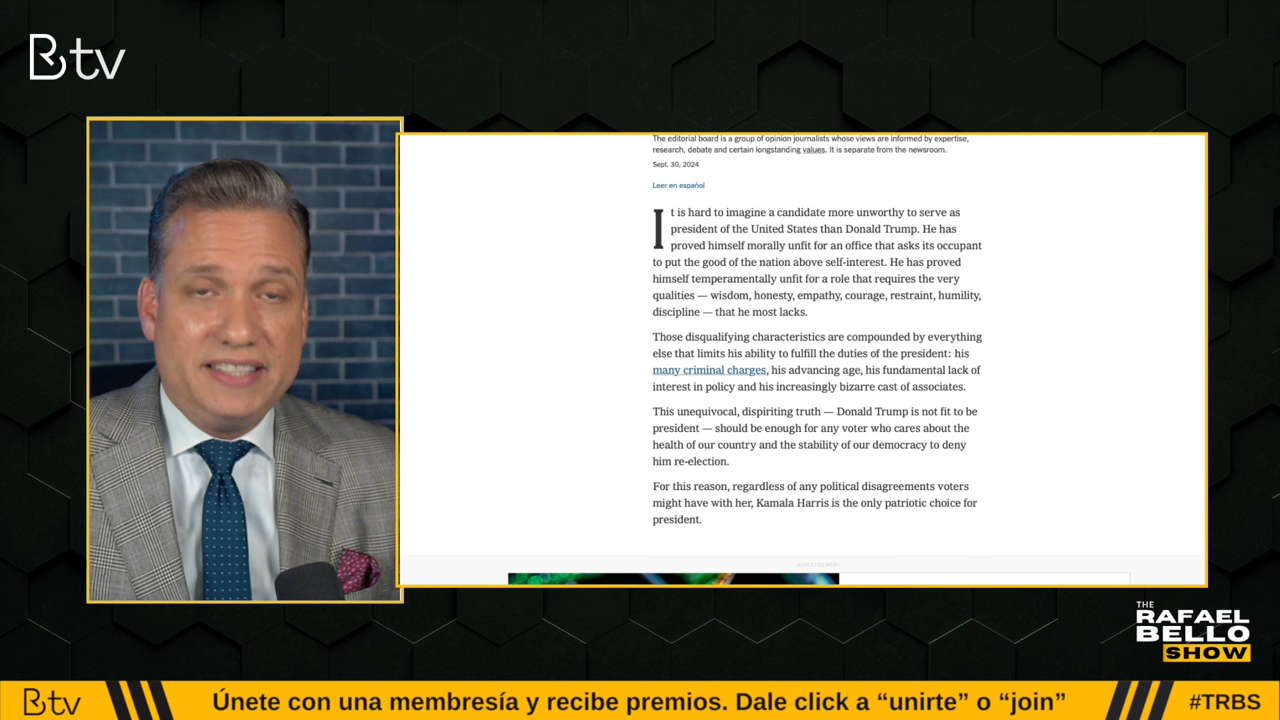 Btv
The editorial board is a group of opinion journalists whose views are informed by expertise,
research, debate and certain longstanding values. It is separate from the newsroom.
Sept. 30, 2024
Leer en español
It is hard to imagine a candidate more unworthy to serve as
president of the United States than Donald Trump. He has
proved himself morally unfit for an office that asks its occupant
to put the good of the nation above self-interest. He has proved
himself temperamentally unfit for a role that requires the very
qualities — wisdom, honesty, empathy, courage, restraint, humility,
discipline — that he most lacks.
Those disqualifying characteristics are compounded by everything
else that limits his ability to fulfill the duties of the president: his
many criminal charges, his advancing age, his fundamental lack of
interest in policy and his increasingly bizarre cast of associates.
This unequivocal, dispiriting truth — Donald Trump is not fit to be
president — should be enough for any voter who cares about the
health of our country and the stability of our democracy to deny
him re-election.
For this reason, regardless of any political disagreements voters
might have with her, Kamala Harris is the only patriotic choice for
president.
ADVERTISEMENT
THE
RAFAEL
BELLO
SHOW
Btv
Únete con una membresía y recibe premios. Dale click a “unirte” o “join”
#TRBS